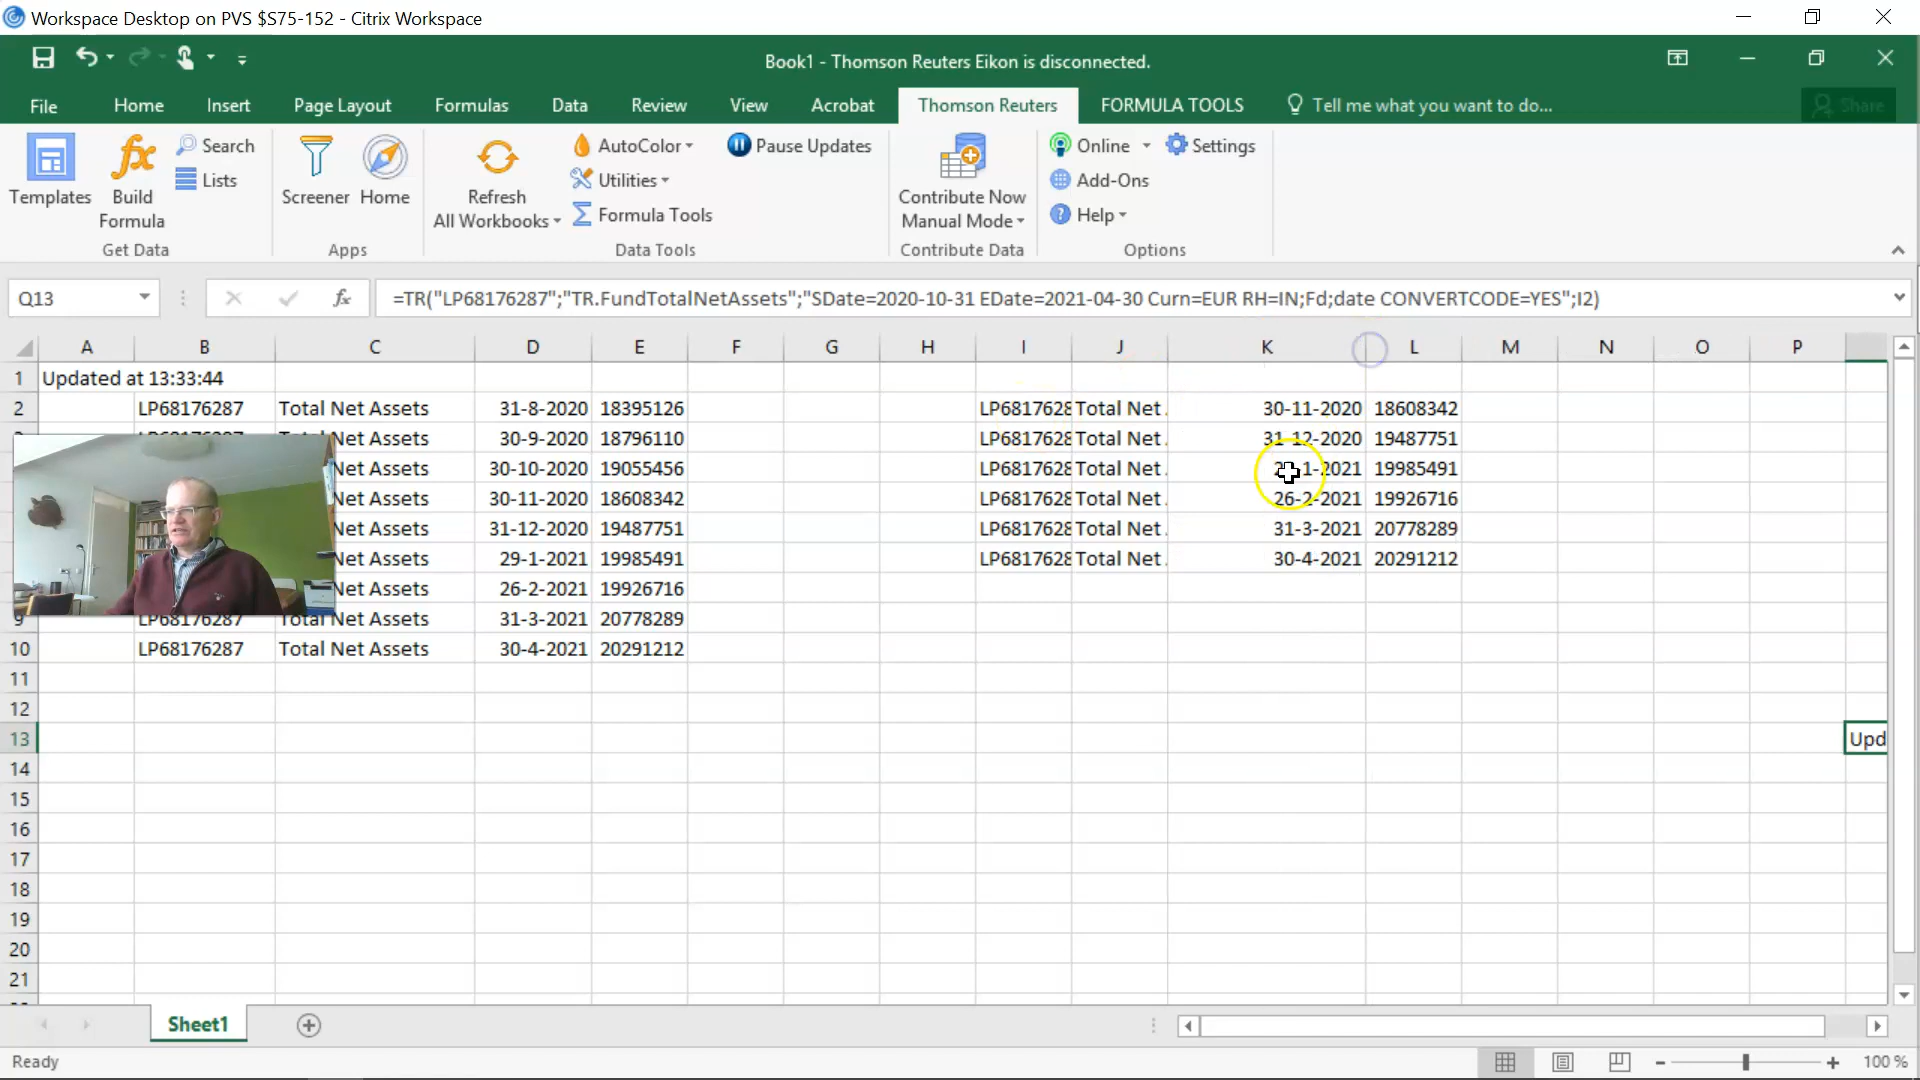 Workspace Desktop on PVS $S75-152 - Citrix Workspace
Book1 - Thomson Reuters Eikon is disconnected.
File Home Insert Page Layout Formulas Data Review View Acrobat Thomson Reuters FORMULA TOOLS Tell me what you want to do... Share
Templates
Build Formula
Search
Lists
Get Data
Screener
Home
Apps
Refresh All Workbooks
AutoColor
Utilities
Formula Tools
Pause Updates
Data Tools
Contribute Now Manual Mode
Contribute Data
Online
Settings
Add-Ons
Help
Options
Q13 fx =TR("LP68176287";"TR.FundTotalNetAssets";"SDate=2020-10-31 EDate=2021-04-30 Curn=EUR RH=IN;Fd;date CONVERTCODE=YES";I2)
A B C D E F G H I J K L M N O P
1 Updated at 13:33:44
2 LP68176287 Total Net Assets 31-8-2020 18395126 LP6817628 Total Net 30-11-2020 18608342
Net Assets 30-9-2020 18796110 LP6817628 Total Net 31-12-2020 19487751
Net Assets 30-10-2020 19055456 LP6817628 Total Net 1-2021 19985491
Net Assets 30-11-2020 18608342 LP6817628 Total Net 26-2-2021 19926716
Net Assets 31-12-2020 19487751 LP6817628 Total Net 31-3-2021 20778289
Net Assets 29-1-2021 19985491 LP6817628 Total Net 30-4-2021 20291212
Net Assets 26-2-2021 19926716
9 LP68176287 Total Net Assets 31-3-2021 20778289
10 LP68176287 Total Net Assets 30-4-2021 20291212
11
12
13 Upd
14
15
16
17
18
19
20
21
Sheet1
Ready 100 %